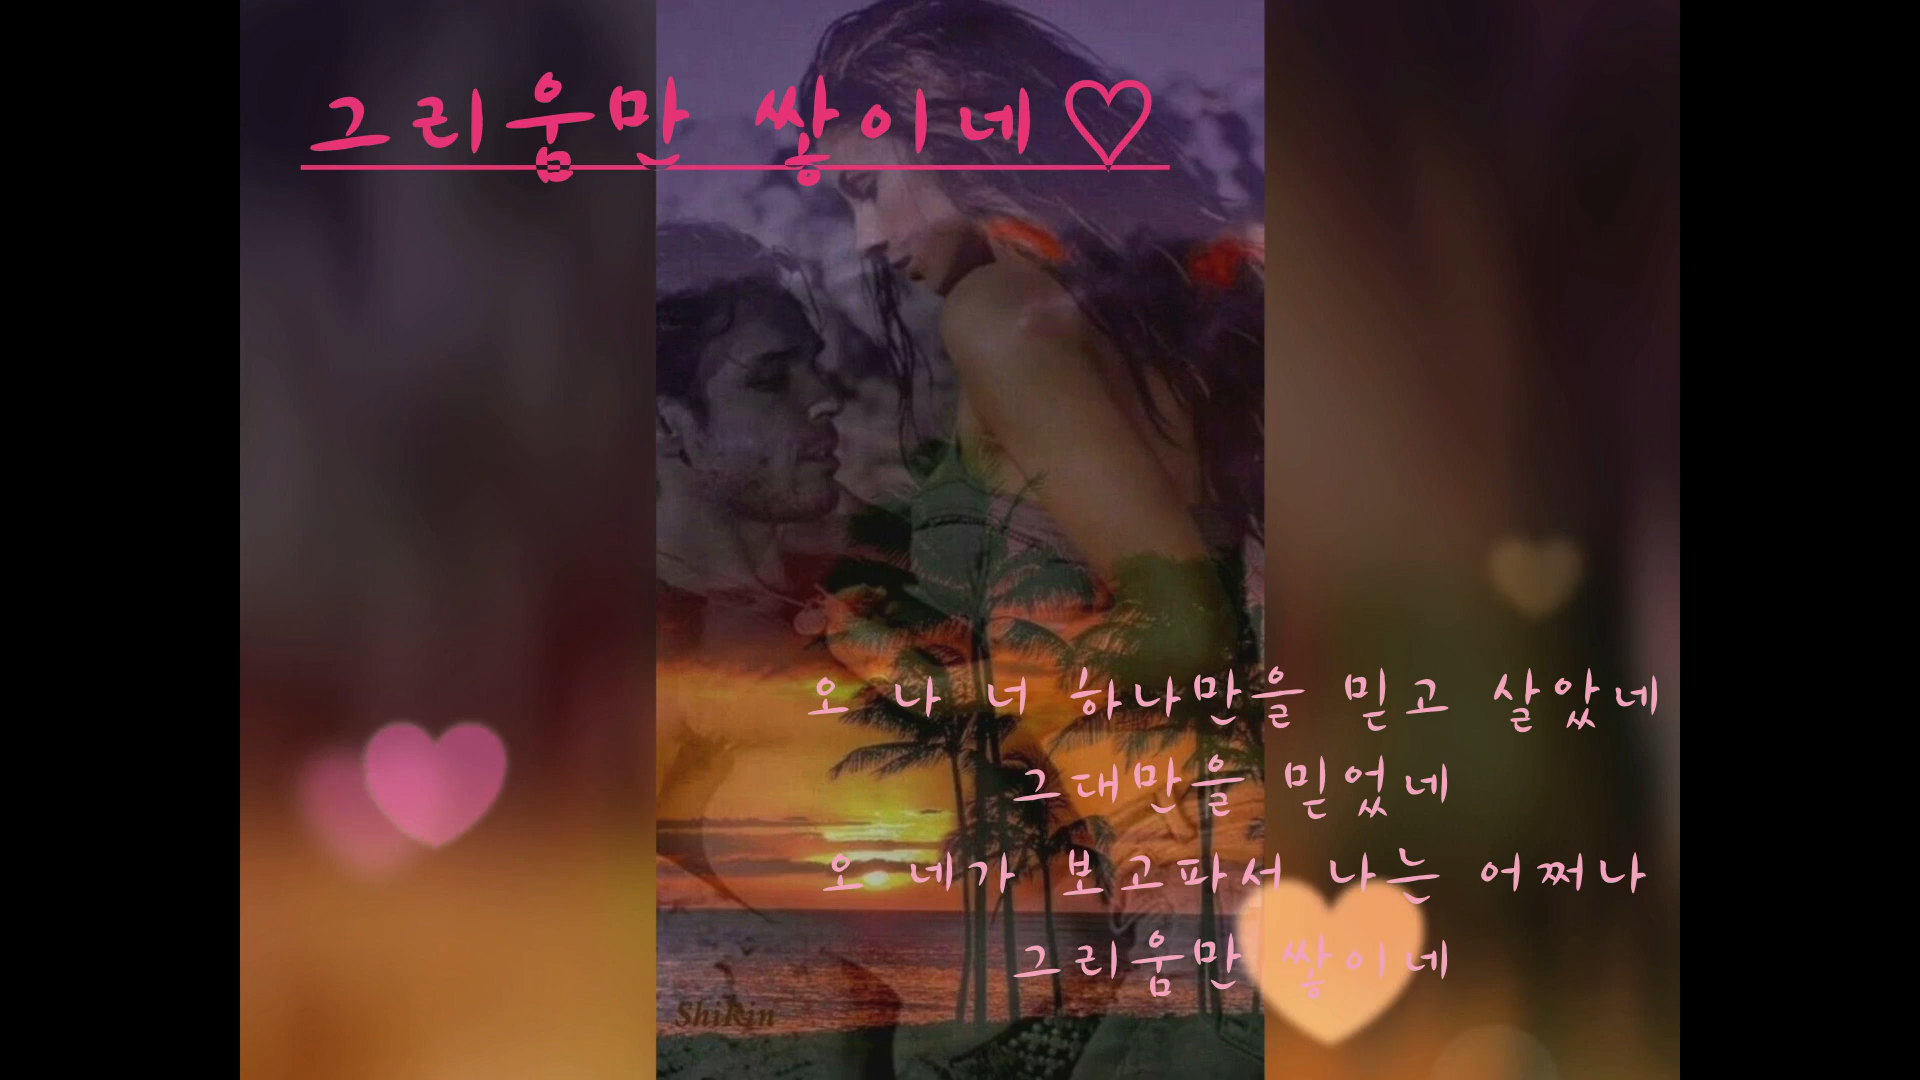 그리움만 쌓이네♡
오 나 너 하나만을 믿고 살았네
그대만을 믿었네
오 네가 보고파서 나는 어쩌나
그리움만 쌓이네
Shikin